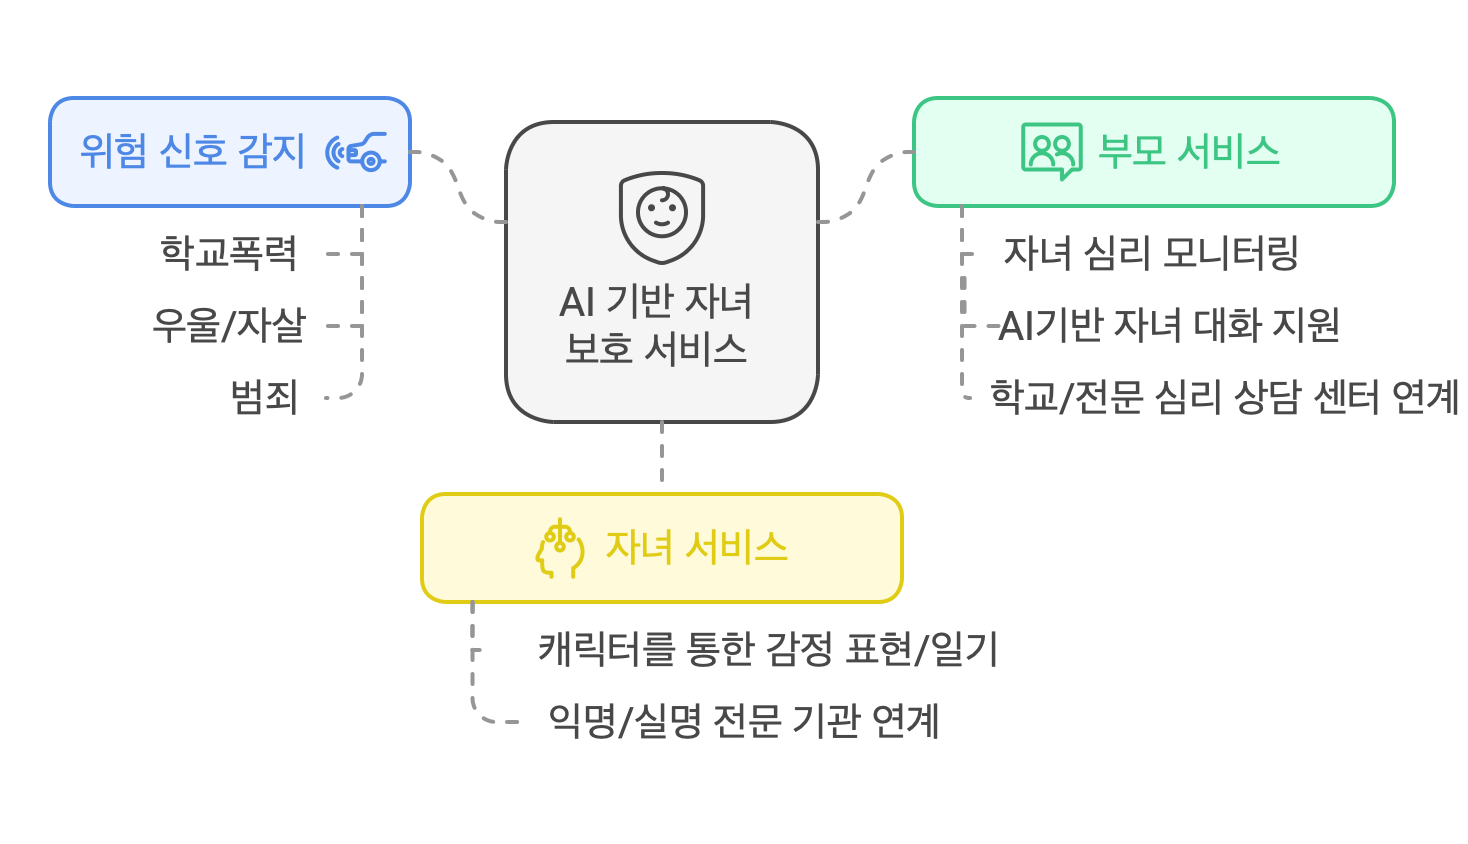 위험 신호 감지
학교폭력
우울/자살
범죄
AI 기반 자녀
보호 서비스
부모 서비스
자녀 심리 모니터링
AI기반 자녀 대화 지원
학교/전문 심리 상담 센터 연계
자녀 서비스
캐릭터를 통한 감정 표현/일기
익명/실명 전문 기관 연계